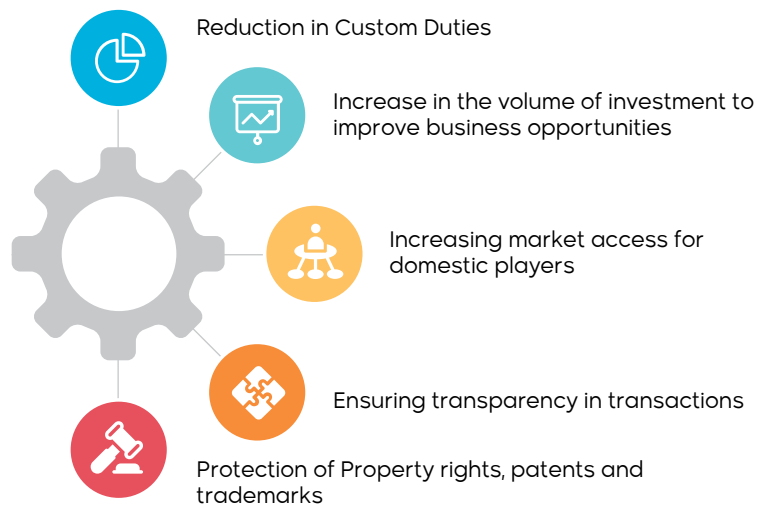 Reduction in Custom Duties
Increase in the volume of investment to
improve business opportunities
Increasing market access for
domestic players
Ensuring transparency in transactions
Protection of Property rights, patents and
trademarks